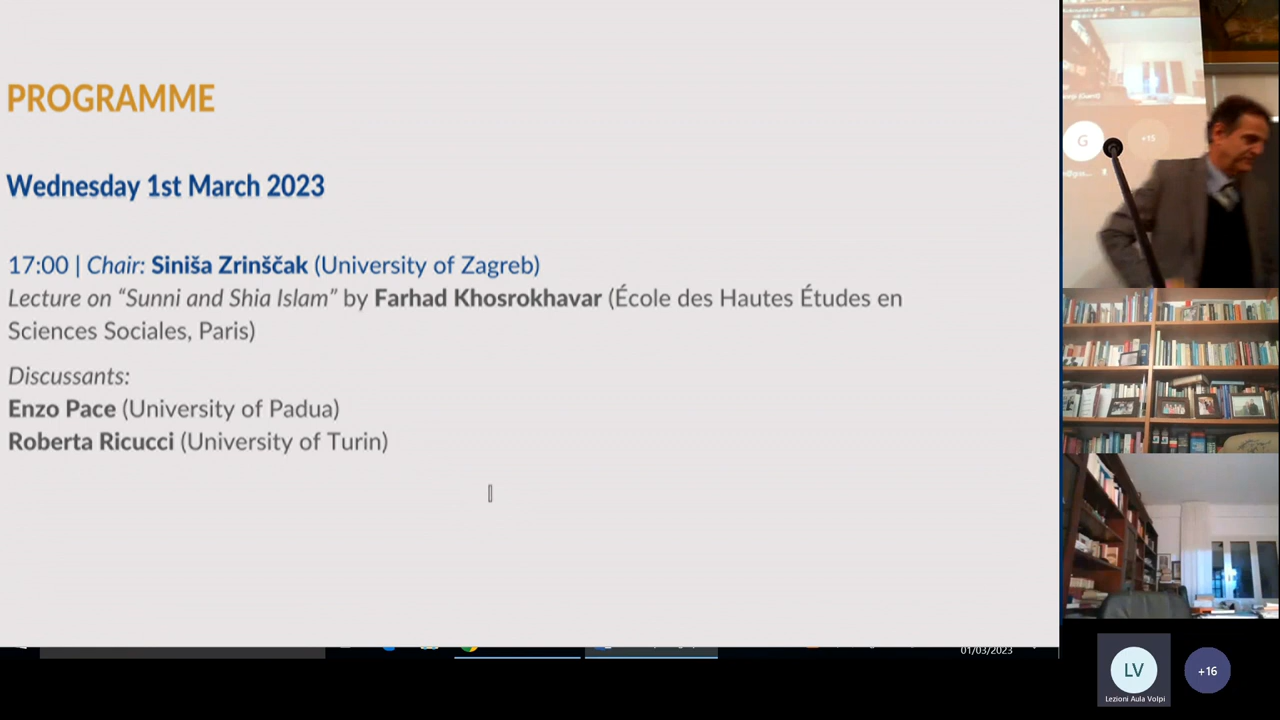 PROGRAMME
Wednesday 1st March 2023
17:00 | Chair: Siniša Zrinščak (University of Zagreb)
Lecture on “Sunni and Shia Islam” by Farhad Khosrokhavar (École des Hautes Études en
Sciences Sociales, Paris)
Discussants:
Enzo Pace (University of Padua)
Roberta Ricucci (University of Turin)
01/03/2023
G
+15
LV
Lezioni Aula Volpi
+16